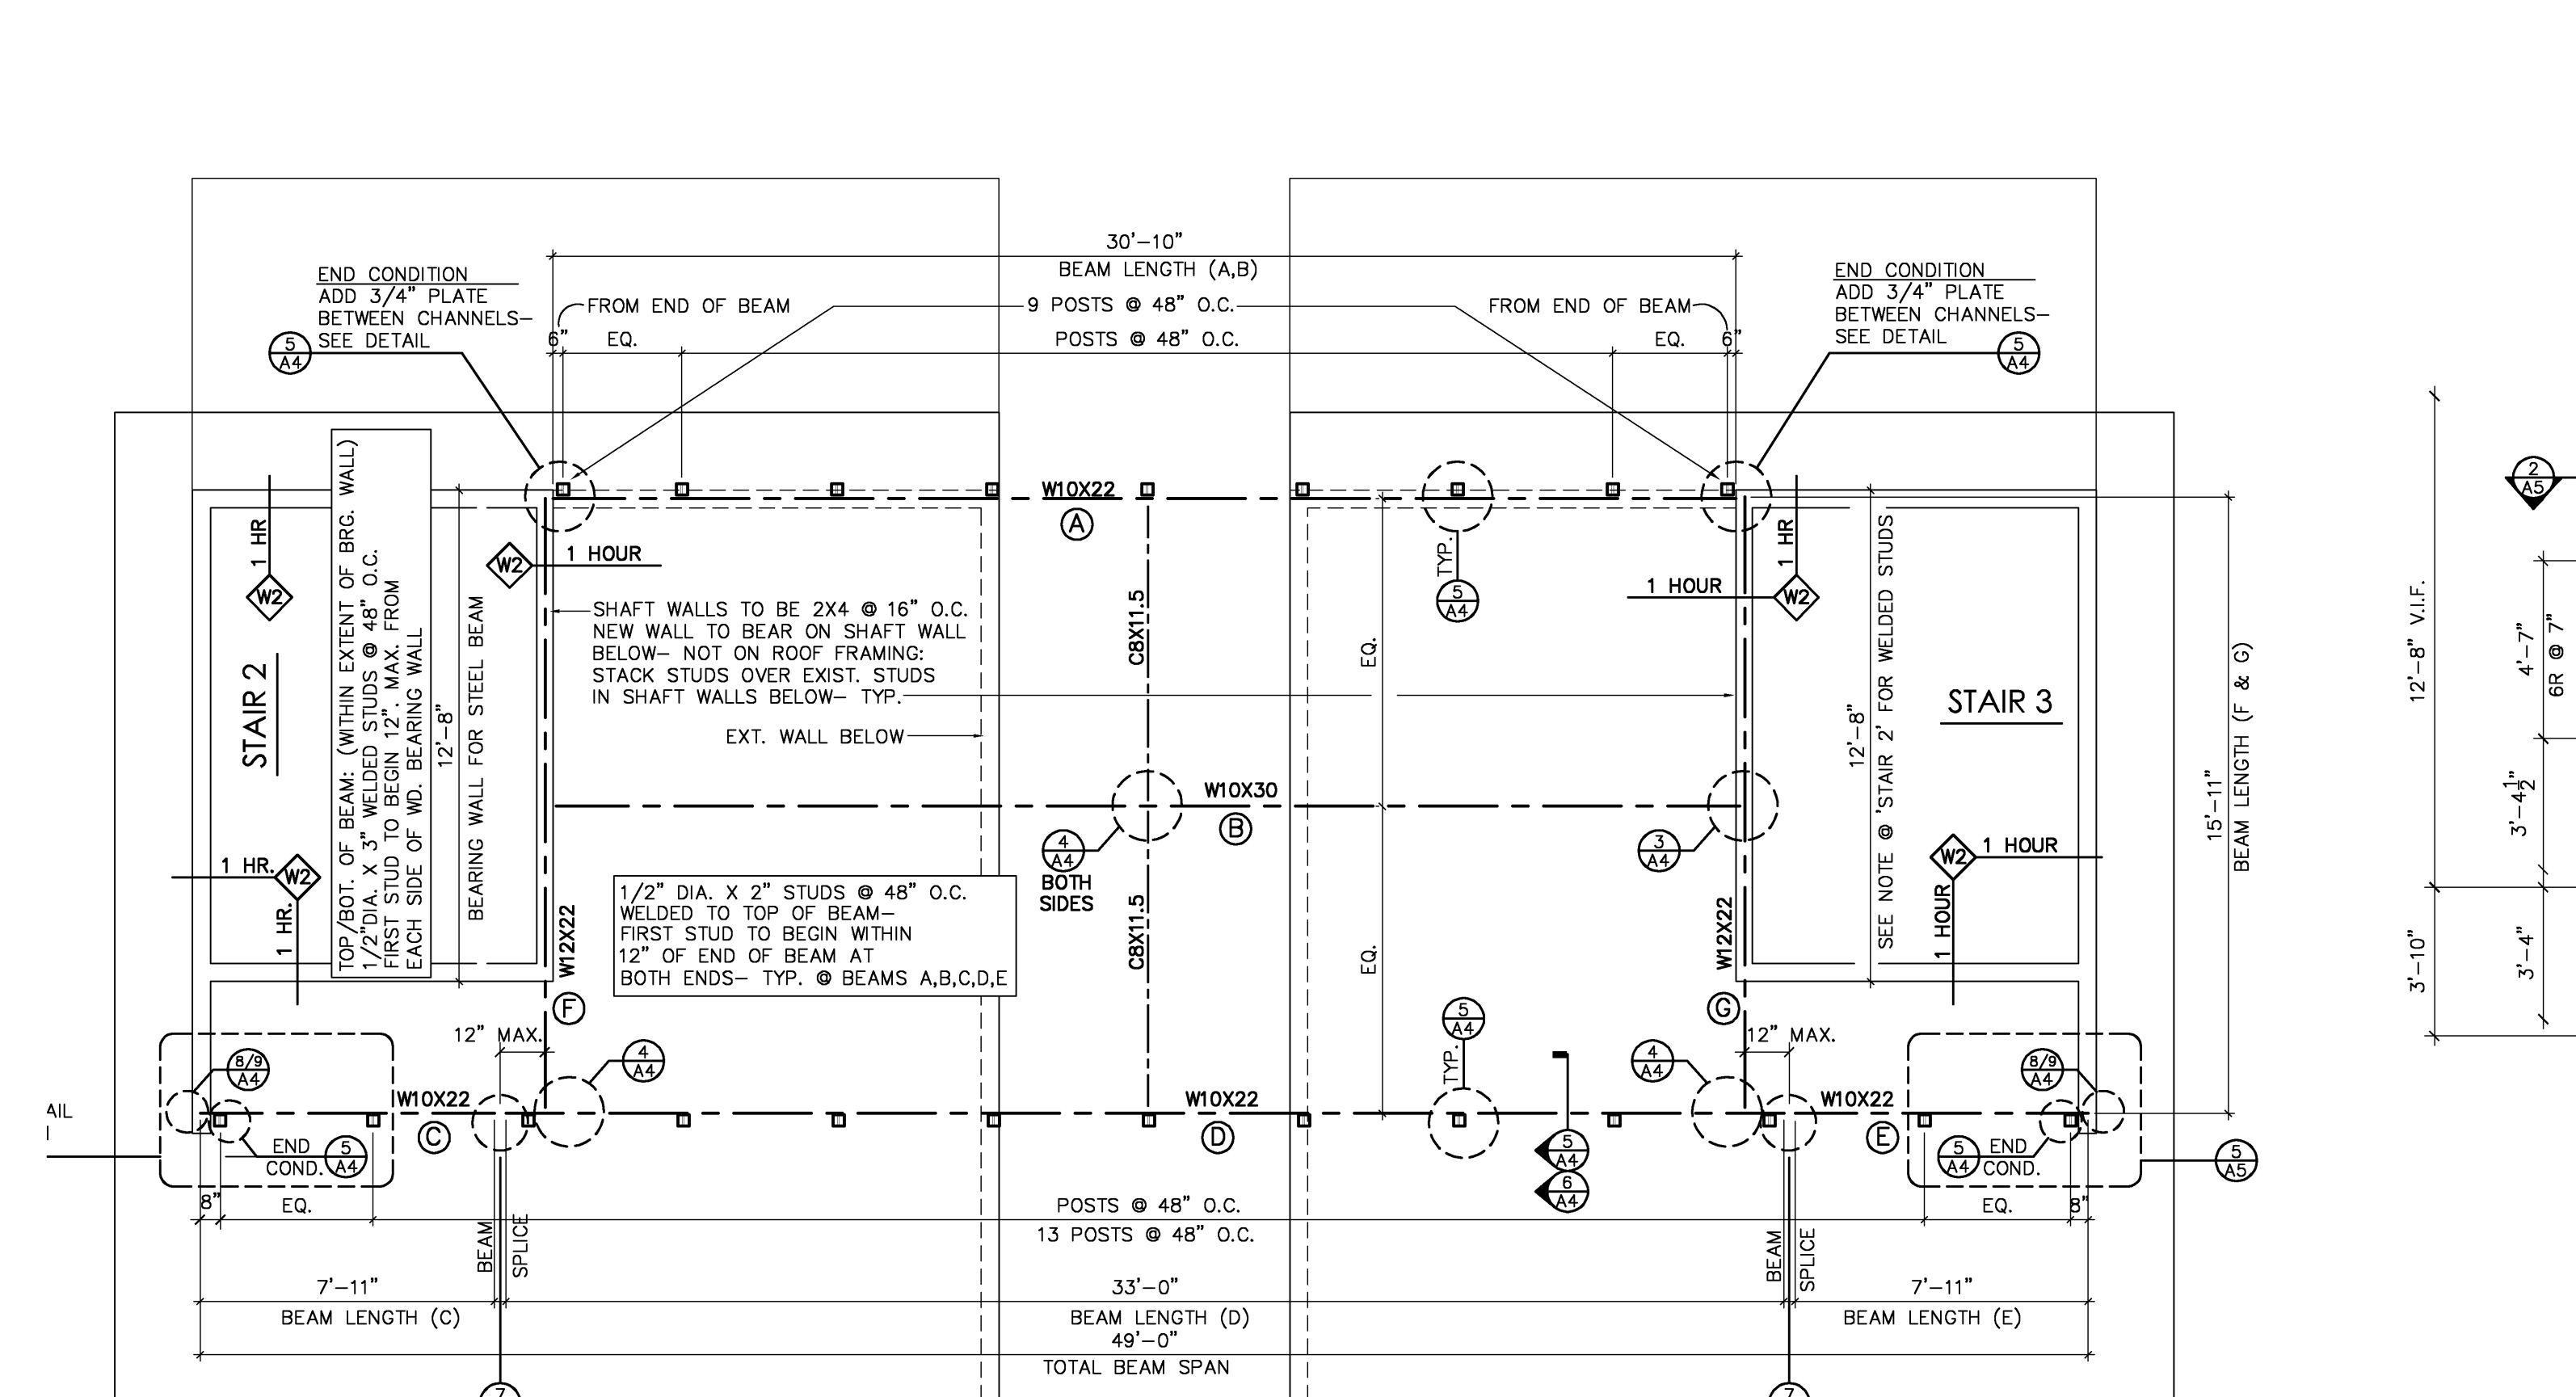 30'-10"
BEAM LENGTH (A,B)
END CONDITION
ADD 3/4" PLATE
BETWEEN CHANNELS-
SEE DETAIL
5
A4
FROM END OF BEAM
9 POSTS @ 48" O.C.
FROM END OF BEAM
END CONDITION
ADD 3/4" PLATE
BETWEEN CHANNELS-
SEE DETAIL
5
A4
6"
EQ.
POSTS @ 48" O.C.
EQ.
6"
W10X22
A
1 HR
W2
STAIR 2
1 HR.
W2
1 HR.
TOP/BOT. OF BEAM: (WITHIN EXTENT OF BRG. WALL)
1/2"DIA. X 3" WELDED STUDS @ 48" O.C.
FIRST STUD TO BEGIN 12". MAX. FROM
EACH SIDE OF WD. BEARING WALL
12'-8"
BEARING WALL FOR STEEL BEAM
W2
1 HOUR
SHAFT WALLS TO BE 2X4 @ 16" O.C.
NEW WALL TO BEAR ON SHAFT WALL
BELOW- NOT ON ROOF FRAMING:
STACK STUDS OVER EXIST. STUDS
IN SHAFT WALLS BELOW- TYP.
EXT. WALL BELOW
C8X11.5
EQ.
TYP.
5
A4
1 HOUR
1 HR
W2
12'-8"
SEE NOTE @ 'STAIR 2' FOR WELDED STUDS
STAIR 3
W2
1 HOUR
1 HOUR
15'-11"
BEAM LENGTH (F & G)
W10X30
B
4
A4
BOTH
SIDES
3
A4
1/2" DIA. X 2" STUDS @ 48" O.C.
WELDED TO TOP OF BEAM-
FIRST STUD TO BEGIN WITHIN
12" OF END OF BEAM AT
BOTH ENDS- TYP. @ BEAMS A,B,C,D,E
W12X22
F
C8X11.5
EQ.
W12X22
G
12" MAX.
4
A4
5
A4
TYP.
4
A4
12" MAX.
8/9
A4
W10X22
C
END
COND.
5
A4
W10X22
D
5
A4
6
A4
W10X22
E
8/9
A4
5
A4
END
COND.
5
A5
AIL
8"
EQ.
POSTS @ 48" O.C.
13 POSTS @ 48" O.C.
EQ.
8"
BEAM
SPLICE
BEAM
SPLICE
7'-11"
BEAM LENGTH (C)
33'-0"
BEAM LENGTH (D)
7'-11"
BEAM LENGTH (E)
49'-0"
TOTAL BEAM SPAN
7
7
2
A5
12'-8" V.I.F.
4'-7"
6R @ 7"
3'-4 1/2"
3'-10"
3'-4"